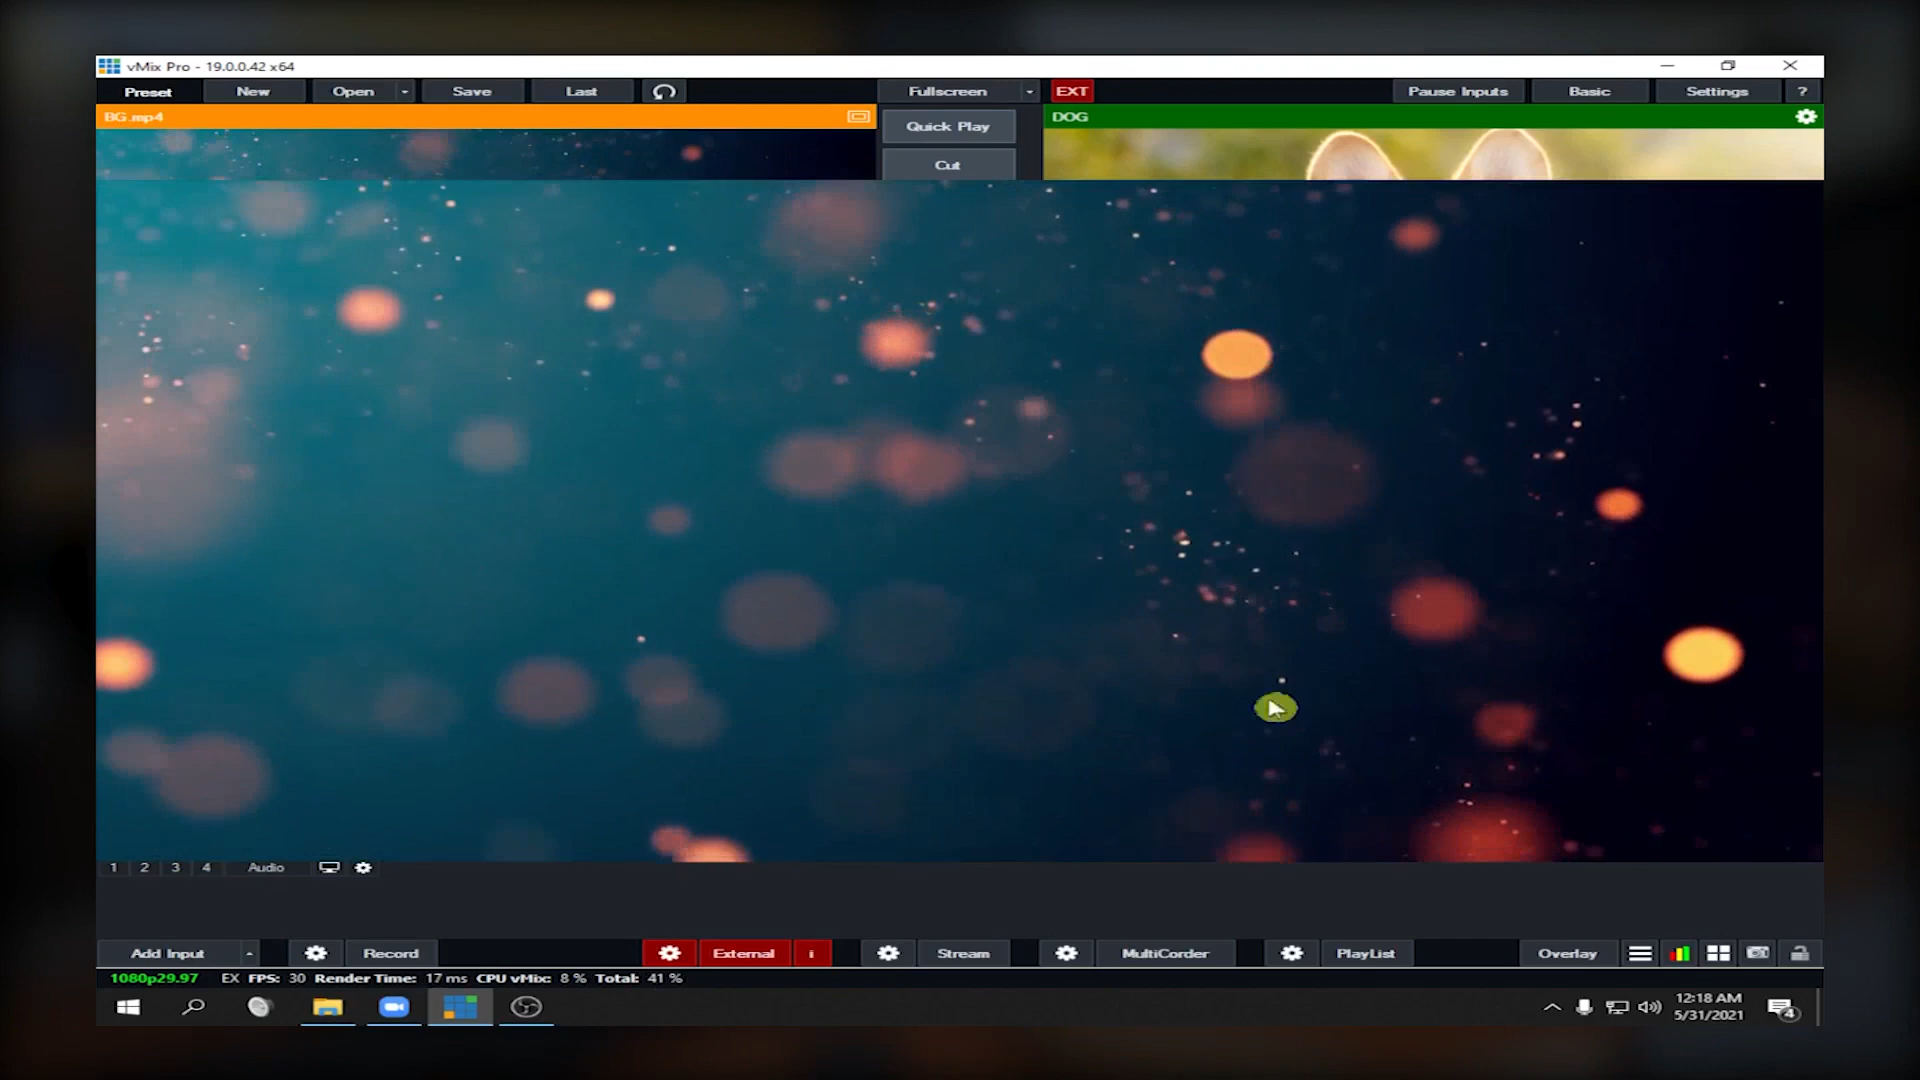 vMix Pro - 19.0.0.42 x64
Preset New Open Save Last Fullscreen EXT Pause Inputs Basic Settings ?
BG.mp4 Quick Play DOG
Cut
1 2 3 4 Audio
Add Input Record External i Stream MultiCorder PlayList Overlay
1080p29.97 EX FPS: 30 Render Time: 17 ms CPU vMix: 8 % Total: 41 %
12:18 AM
5/31/2021 4